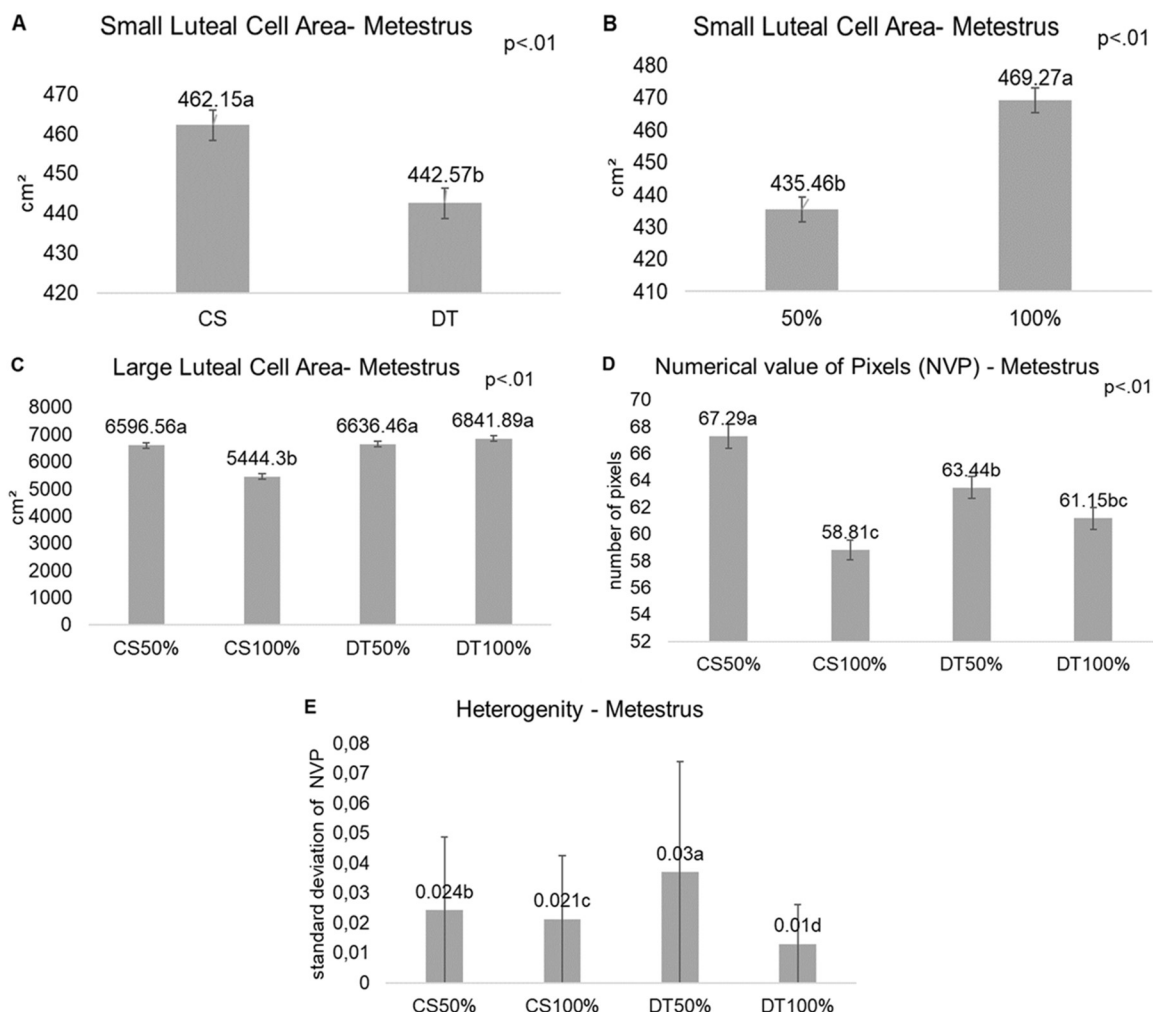 A
Small Luteal Cell Area- Metestrus
p<.01
cm²
470
460
450
440
430
420
462.15a
442.57b
CS
DT
B
Small Luteal Cell Area- Metestrus
p<.01
cm²
480
470
460
450
440
430
420
410
435.46b
469.27a
50%
100%
C
Large Luteal Cell Area- Metestrus
p<.01
cm²
8000
7000
6000
5000
4000
3000
2000
1000
0
6596.56a
5444.3b
6636.46a
6841.89a
CS50%
CS100%
DT50%
DT100%
D
Numerical value of Pixels (NVP) - Metestrus
p<.01
number of pixels
70
68
66
64
62
60
58
56
54
52
67.29a
58.81c
63.44b
61.15bc
CS50%
CS100%
DT50%
DT100%
E
Heterogenity - Metestrus
standard deviation of NVP
0,08
0,07
0,06
0,05
0,04
0,03
0,02
0,01
0
0.024b
0.021c
0.03a
0.01d
CS50%
CS100%
DT50%
DT100%